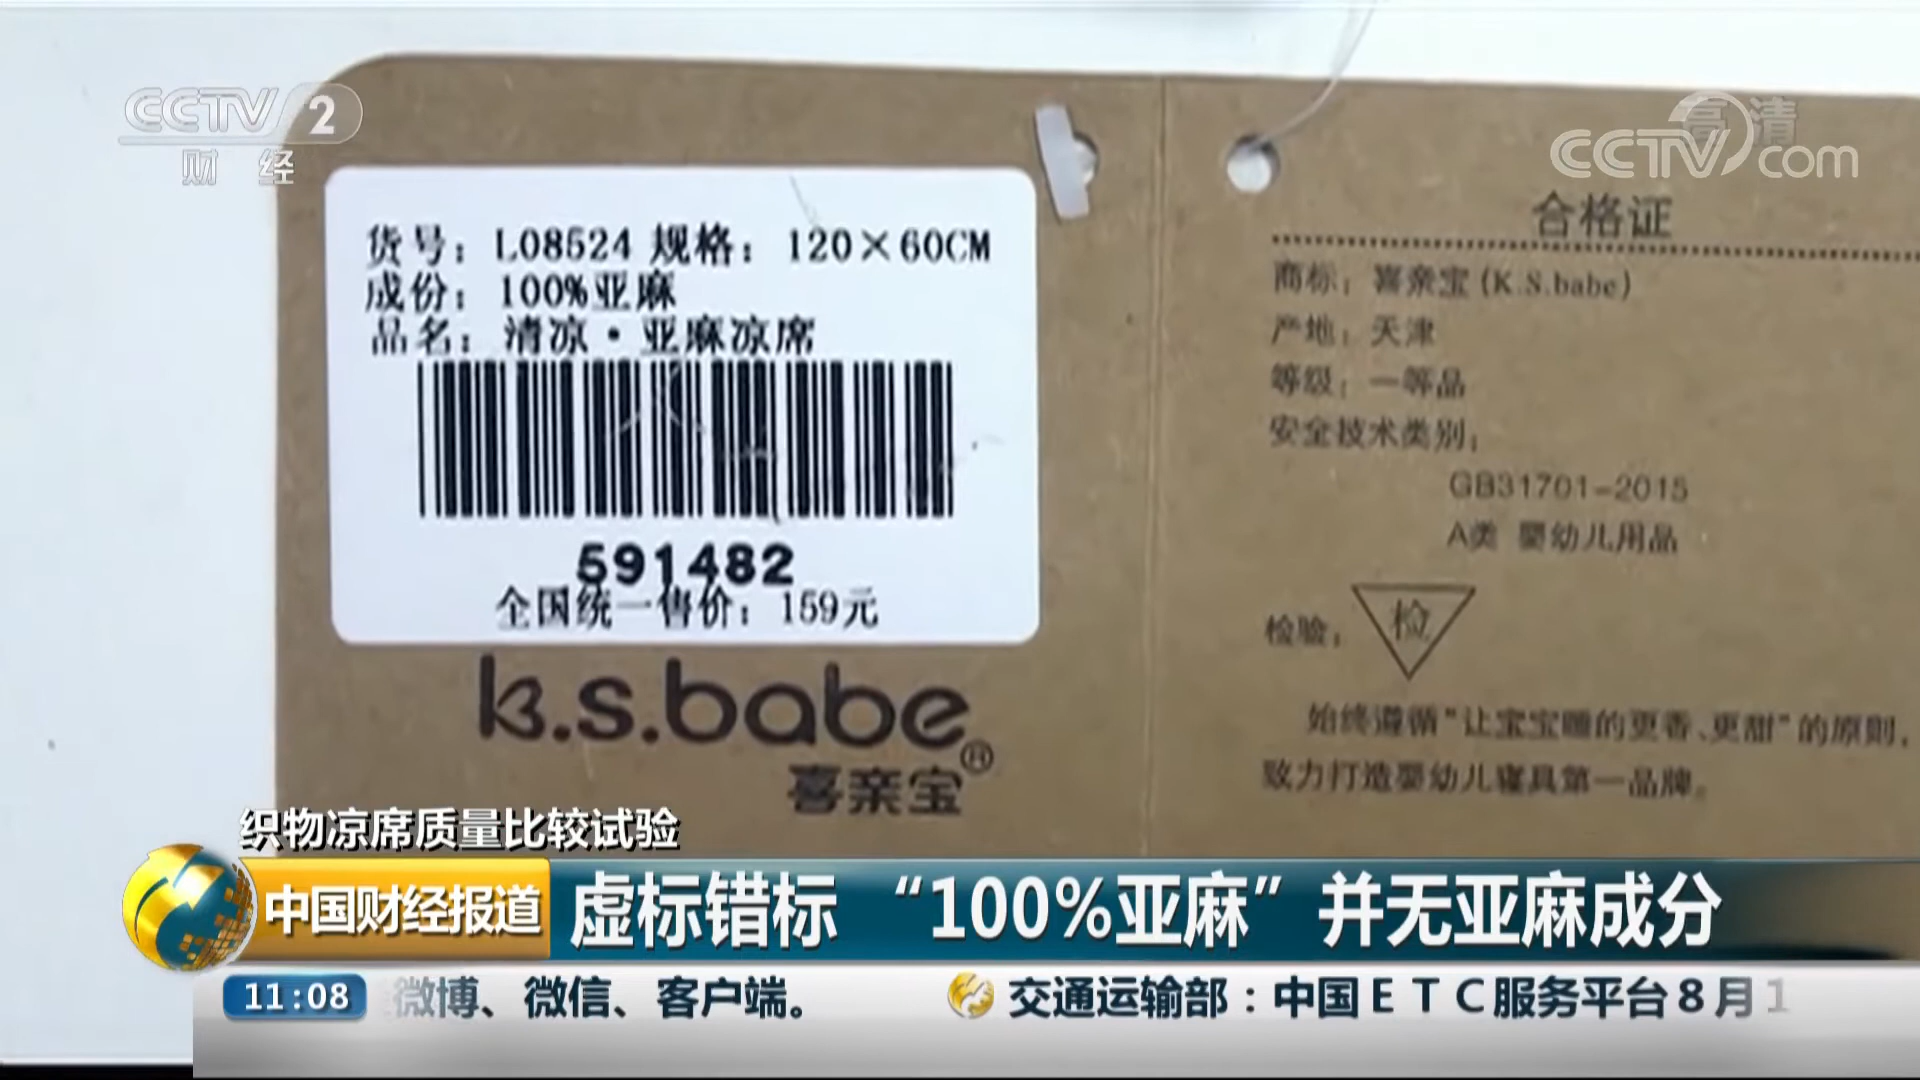 CCTV 2
财 经
高清
CCTV.com
货号：L08524 规格：120×60CM
成份：100%亚麻
品名：清凉·亚麻凉席
591482
全国统一售价：159元
k.s.babe®
喜亲宝
合格证
商标：喜亲宝(K.S.babe)
产地：天津
等级：一等品
安全技术类别：
GB31701-2015
A类 婴幼儿用品
检验：检
始终遵循“让宝宝睡的更香、更甜”的原则，
致力打造婴幼儿寝具第一品牌。
织物凉席质量比较试验
中国财经报道
虚标错标 “100%亚麻”并无亚麻成分
11:08
微博、微信、客户端。 交通运输部：中国ETC服务平台8月1